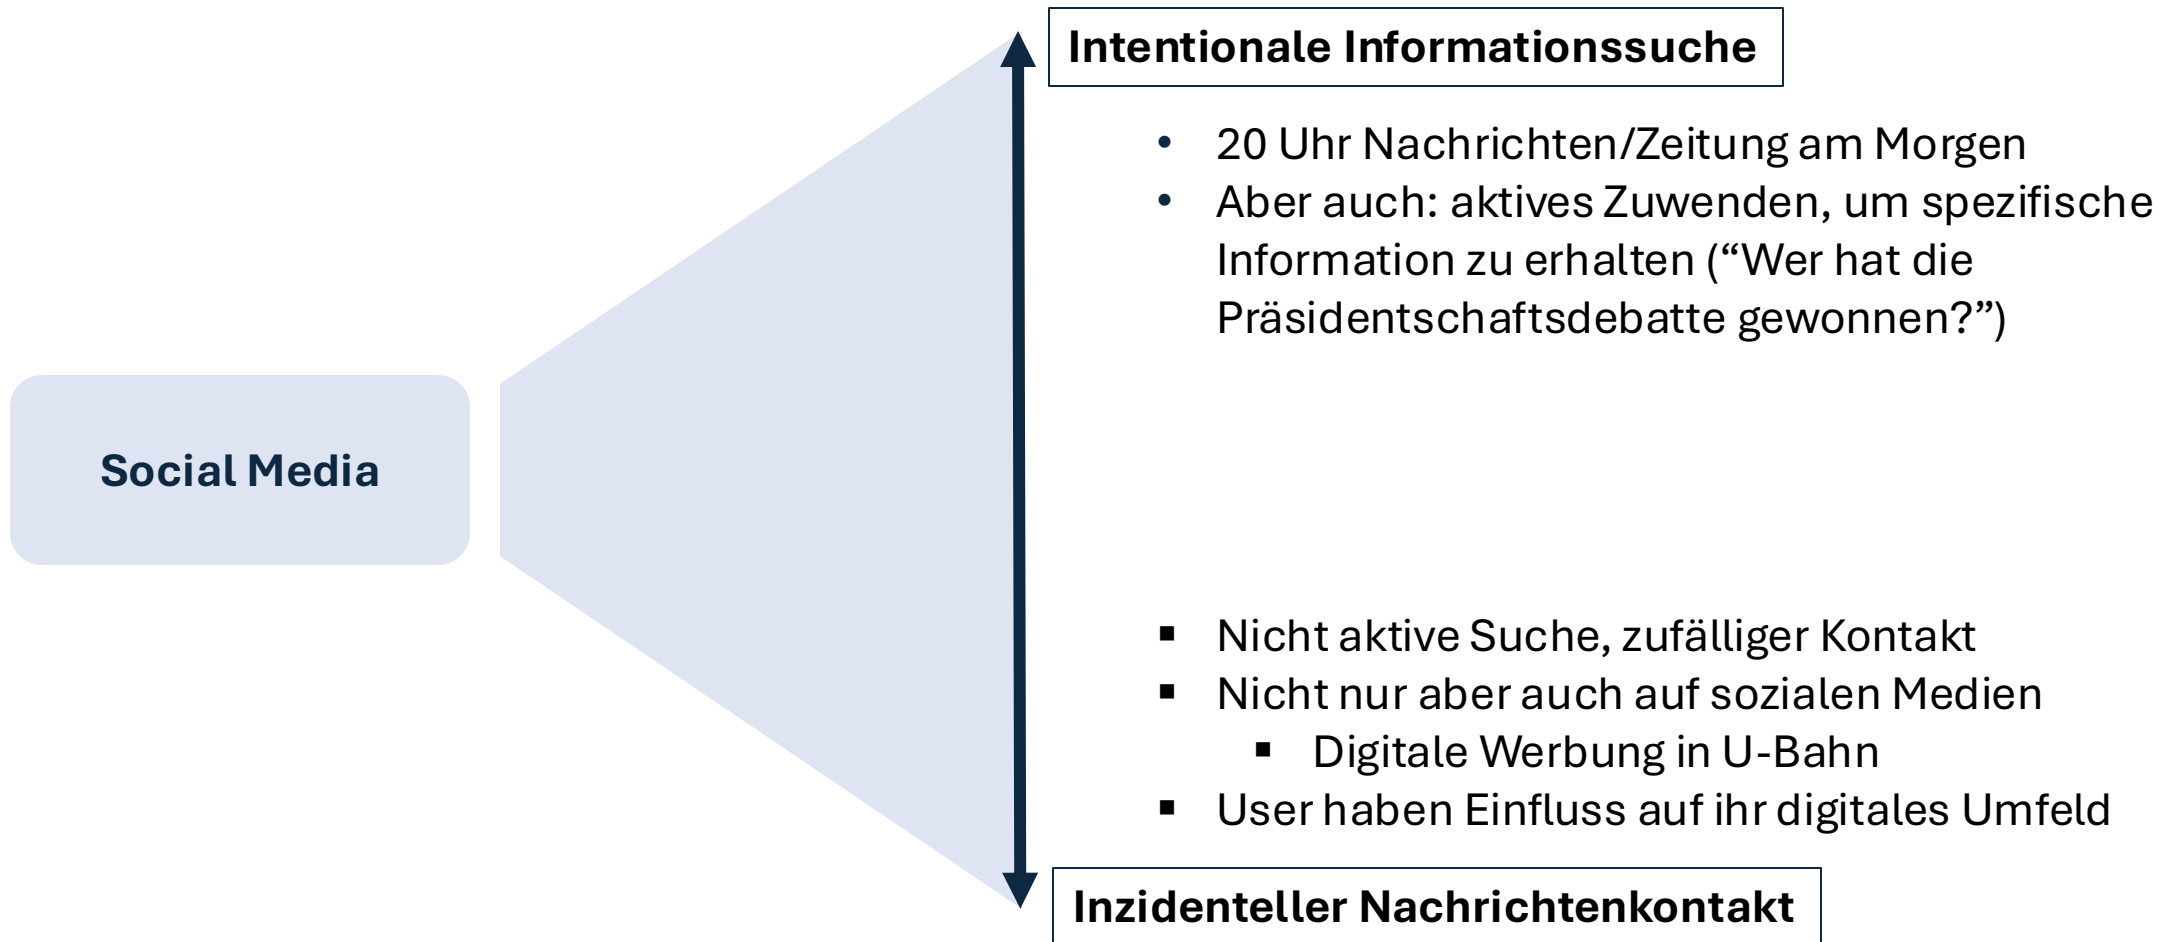 Intentionale Informationssuche
• 20 Uhr Nachrichten/Zeitung am Morgen
• Aber auch: aktives Zuwenden, um spezifische
Information zu erhalten (“Wer hat die
Präsidentschaftsdebatte gewonnen?”)
Social Media
▪ Nicht aktive Suche, zufälliger Kontakt
▪ Nicht nur aber auch auf sozialen Medien
▪ Digitale Werbung in U-Bahn
▪ User haben Einfluss auf ihr digitales Umfeld
Inzidenteller Nachrichtenkontakt